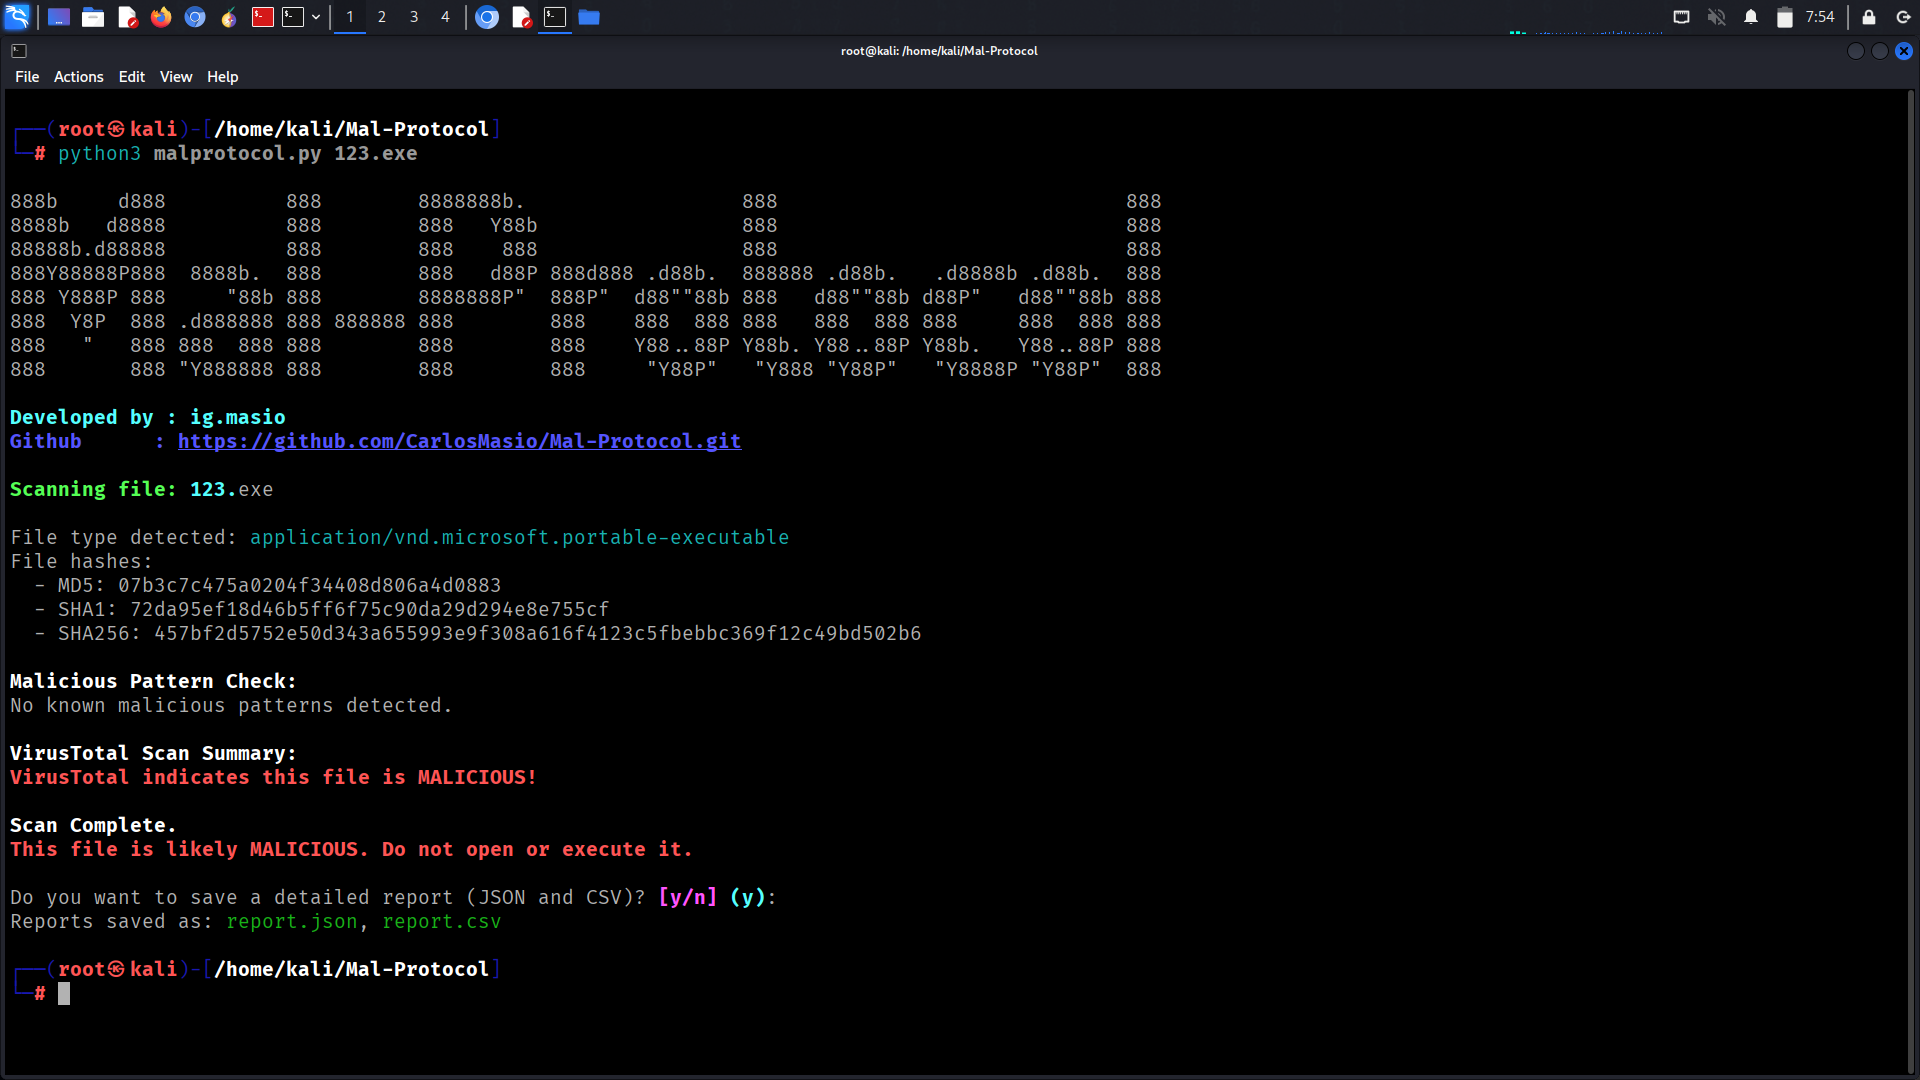 1 2 3 4 7:54
root@kali: /home/kali/Mal-Protocol
File Actions Edit View Help
(root㉿kali)-[/home/kali/Mal-Protocol]
# python3 malprotocol.py 123.exe
888b     d888          888        8888888b.                  888                             888
8888b   d8888          888        888   Y88b                 888                             888
88888b.d88888          888        888    888                 888                             888
888Y88888P888  8888b.  888        888   d88P 888d888 .d88b.  888888 .d88b.   .d8888b .d88b.  888
888 Y888P 888     "88b 888        8888888P"  888P"  d88""88b 888   d88""88b d88P"   d88""88b 888
888  Y8P  888 .d888888 888 888888 888        888    888  888 888   888  888 888     888  888 888
888   "   888 888  888 888        888        888    Y88..88P Y88b. Y88..88P Y88b.   Y88..88P 888
888       888 "Y888888 888        888        888     "Y88P"   "Y888 "Y88P"   "Y8888P "Y88P"  888
Developed by : ig.masio
Github      : https://github.com/CarlosMasio/Mal-Protocol.git
Scanning file: 123.exe
File type detected: application/vnd.microsoft.portable-executable
File hashes:
- MD5: 07b3c7c475a0204f34408d806a4d0883
- SHA1: 72da95ef18d46b5ff6f75c90da29d294e8e755cf
- SHA256: 457bf2d5752e50d343a655993e9f308a616f4123c5fbebbc369f12c49bd502b6
Malicious Pattern Check:
No known malicious patterns detected.
VirusTotal Scan Summary:
VirusTotal indicates this file is MALICIOUS!
Scan Complete.
This file is likely MALICIOUS. Do not open or execute it.
Do you want to save a detailed report (JSON and CSV)? [y/n] (y):
Reports saved as: report.json, report.csv
(root㉿kali)-[/home/kali/Mal-Protocol]
#